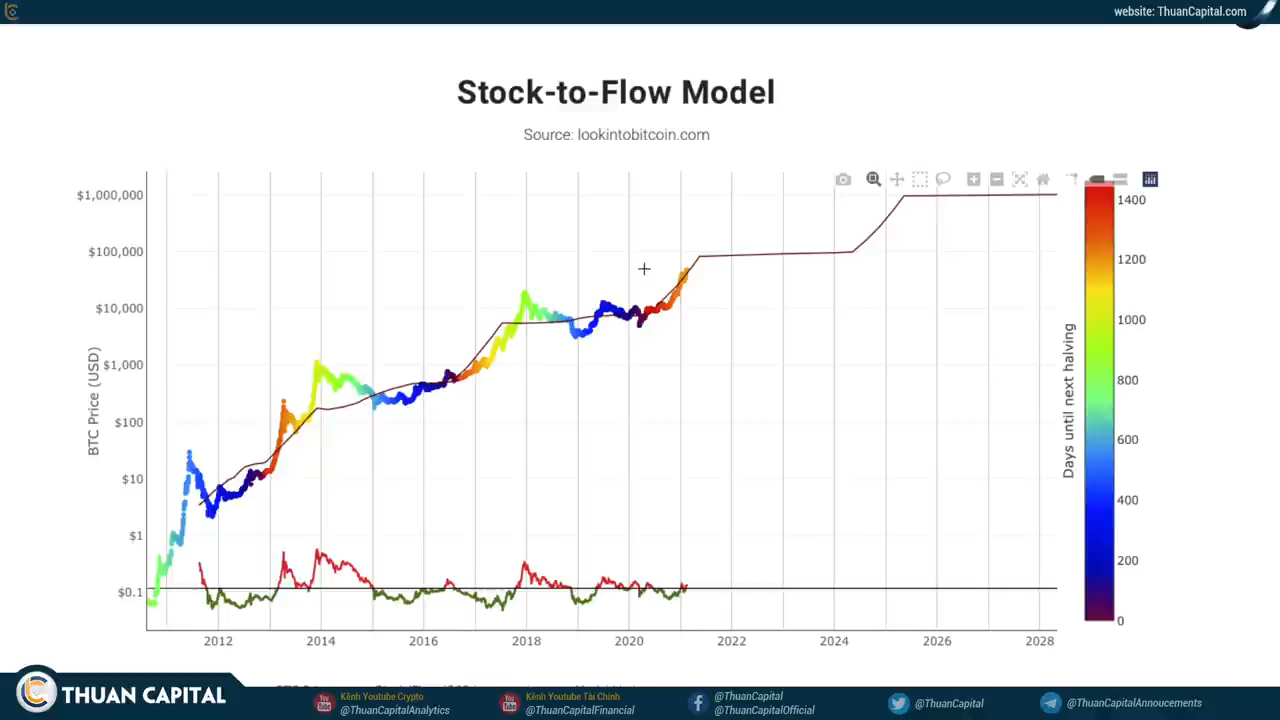 website: ThuanCapital.com
Stock-to-Flow Model
Source: lookintobitcoin.com
$1,000,000
$100,000
$10,000
$1,000
$100
$10
$1
$0.1
BTC Price (USD)
2012
2014
2016
2018
2020
2022
2024
2026
2028
1400
1200
1000
800
600
400
200
0
Days until next halving
THUAN CAPITAL
Kênh Youtube Crypto
@ThuanCapitalAnalytics
Kênh Youtube Tài Chính
@ThuanCapitalFinancial
@ThuanCapital
@ThuanCapitalOfficial
@ThuanCapital
@ThuanCapitalAnnoucements